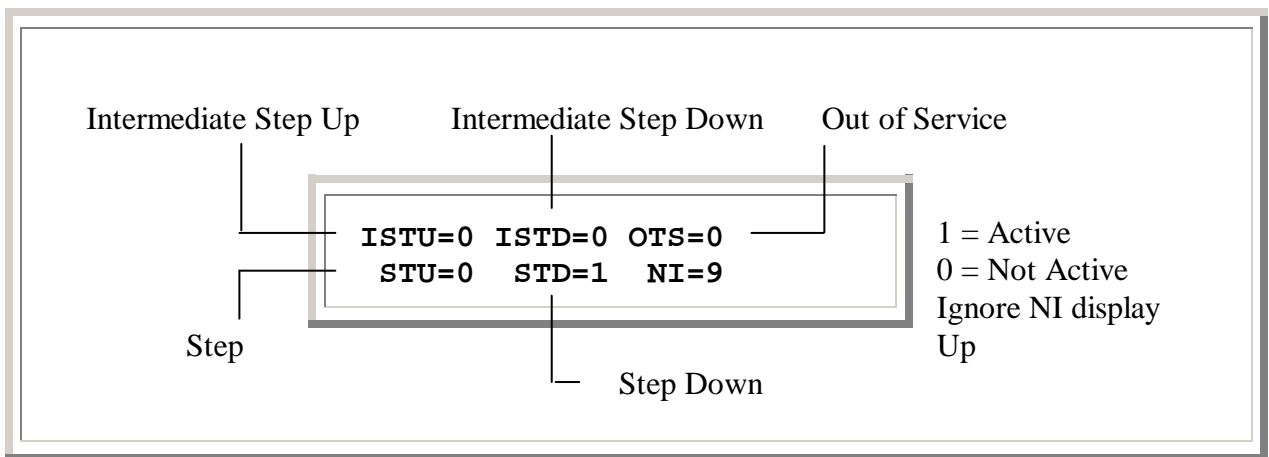 Intermediate Step Up Intermediate Step Down Out of Service
ISTU=0 ISTD=0 OTS=0
STU=0 STD=1 NI=9
1 = Active
0 = Not Active
Ignore NI display
Up
Step
Step Down